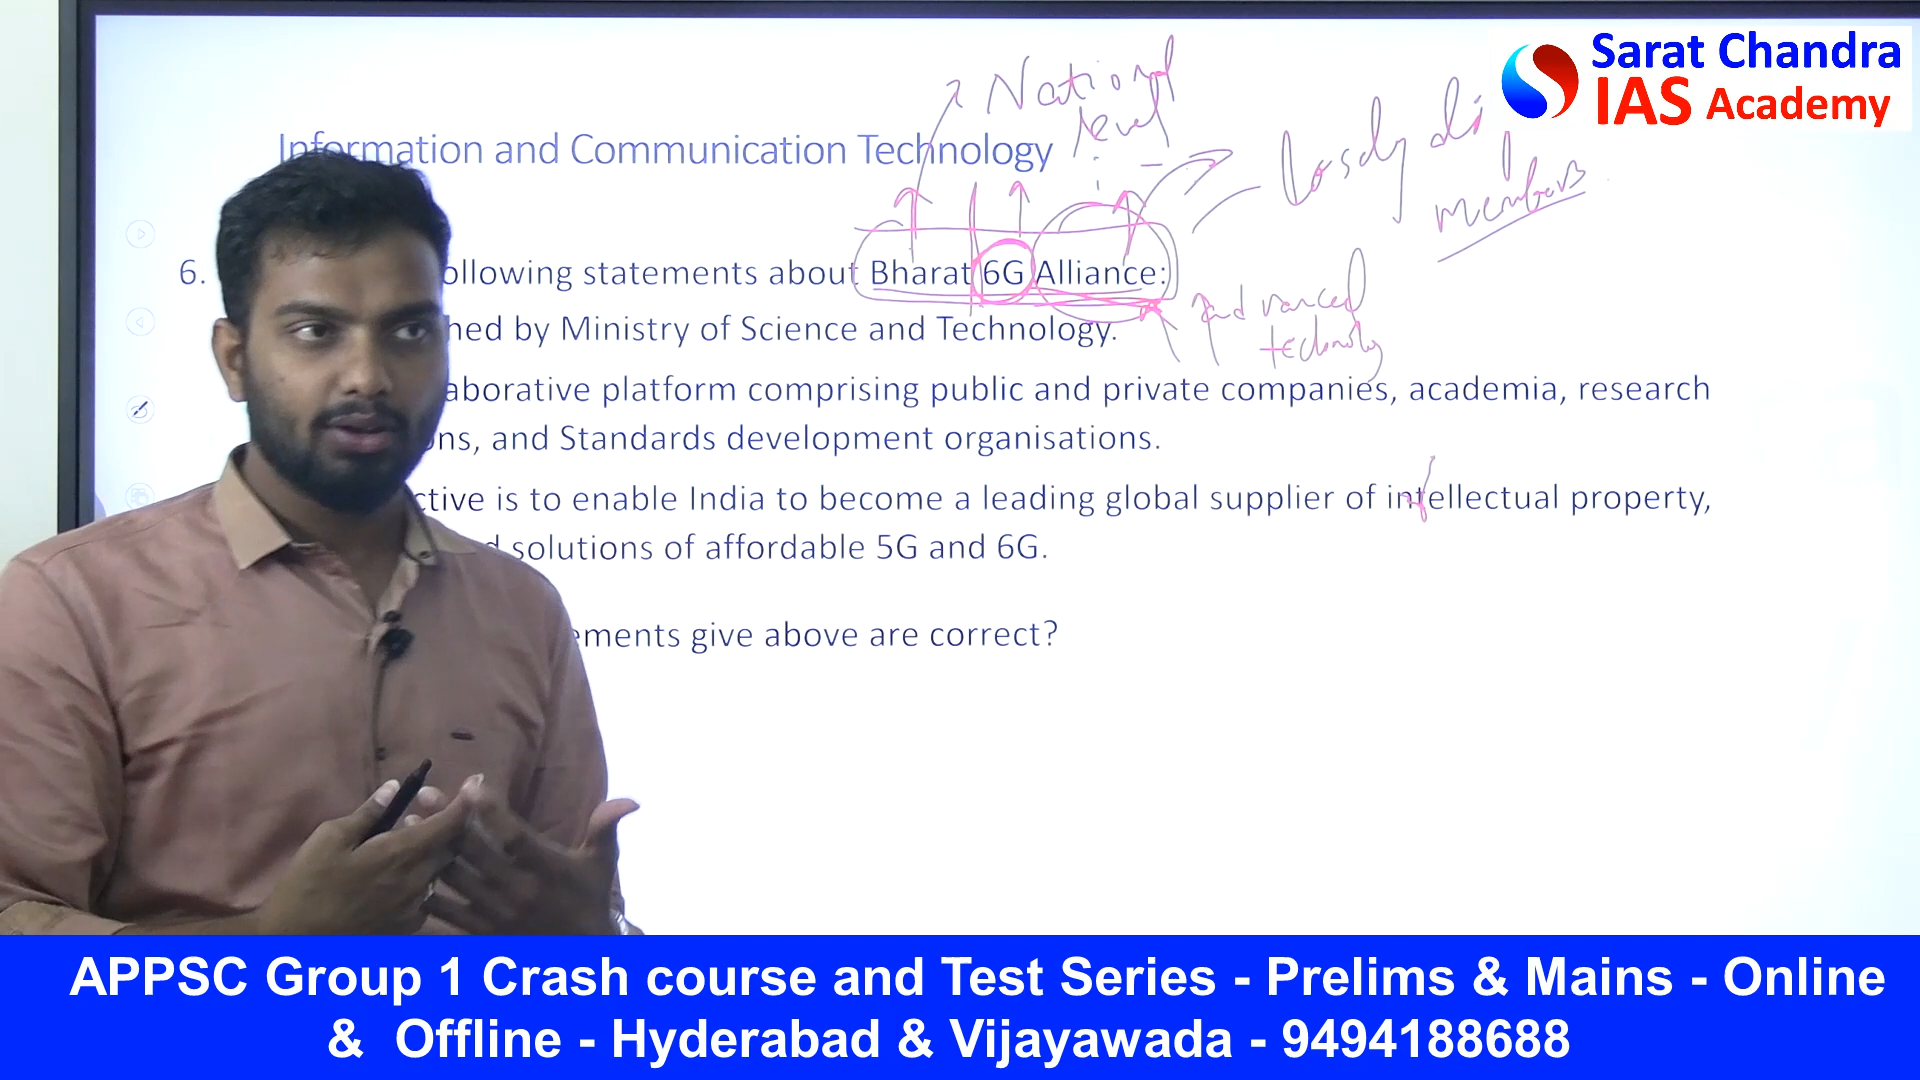 Sarat Chandra
IAS Academy
National
level
Information and Communication Technology
members
6. ollowing statements about Bharat 6G Alliance:
advanced
technology
hed by Ministry of Science and Technology.
aborative platform comprising public and private companies, academia, research
ns, and Standards development organisations.
ctive is to enable India to become a leading global supplier of intellectual property,
d solutions of affordable 5G and 6G.
ements give above are correct?
APPSC Group 1 Crash course and Test Series - Prelims & Mains - Online
& Offline - Hyderabad & Vijayawada - 9494188688